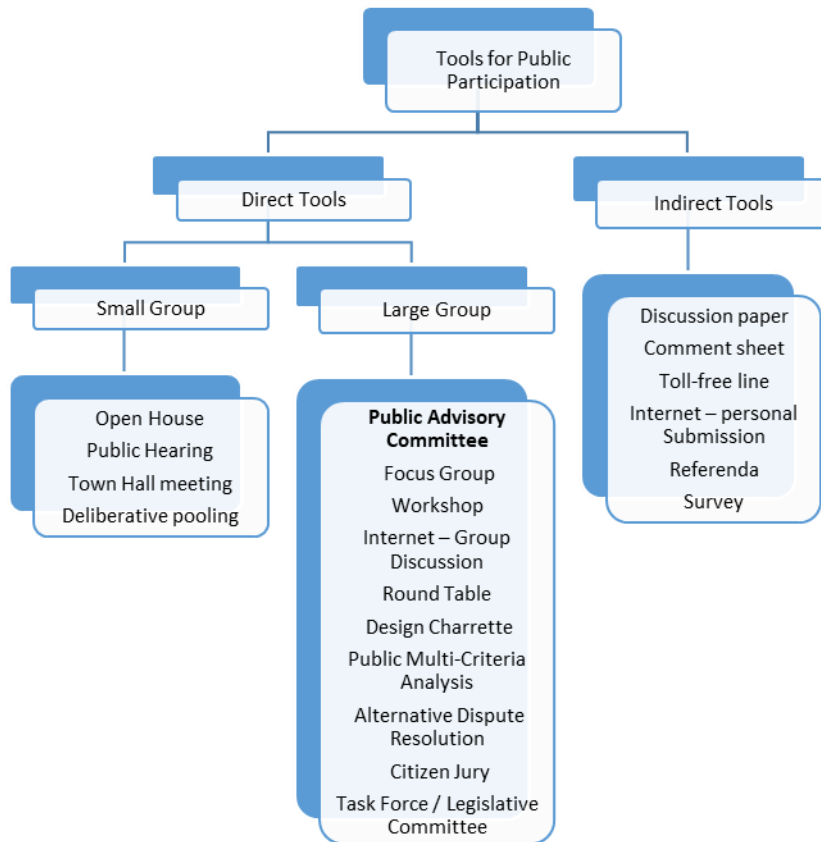 Tools for Public
Participation
Direct Tools
Indirect Tools
Small Group
Large Group
Open House
Public Hearing
Town Hall meeting
Deliberative pooling
Public Advisory
Committee
Focus Group
Workshop
Internet – Group
Discussion
Round Table
Design Charrette
Public Multi-Criteria
Analysis
Alternative Dispute
Resolution
Citizen Jury
Task Force / Legislative
Committee
Discussion paper
Comment sheet
Toll-free line
Internet – personal
Submission
Referenda
Survey